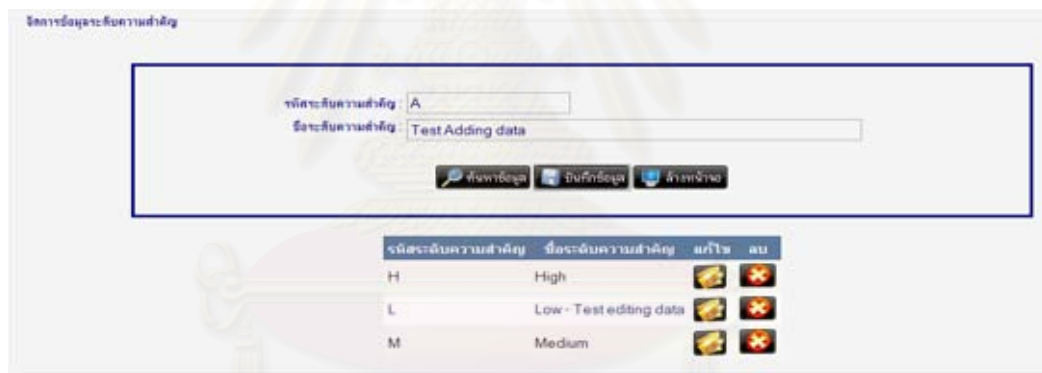 จัดการข้อมูลระดับความสำคัญ
รหัสระดับความสำคัญ : A
ชื่อระดับความสำคัญ : Test Adding data
ค้นหาข้อมูล บันทึกข้อมูล ล้างหน้าจอ
รหัสระดับความสำคัญ ชื่อระดับความสำคัญ แก้ไข ลบ
H High
L Low - Test editing data
M Medium